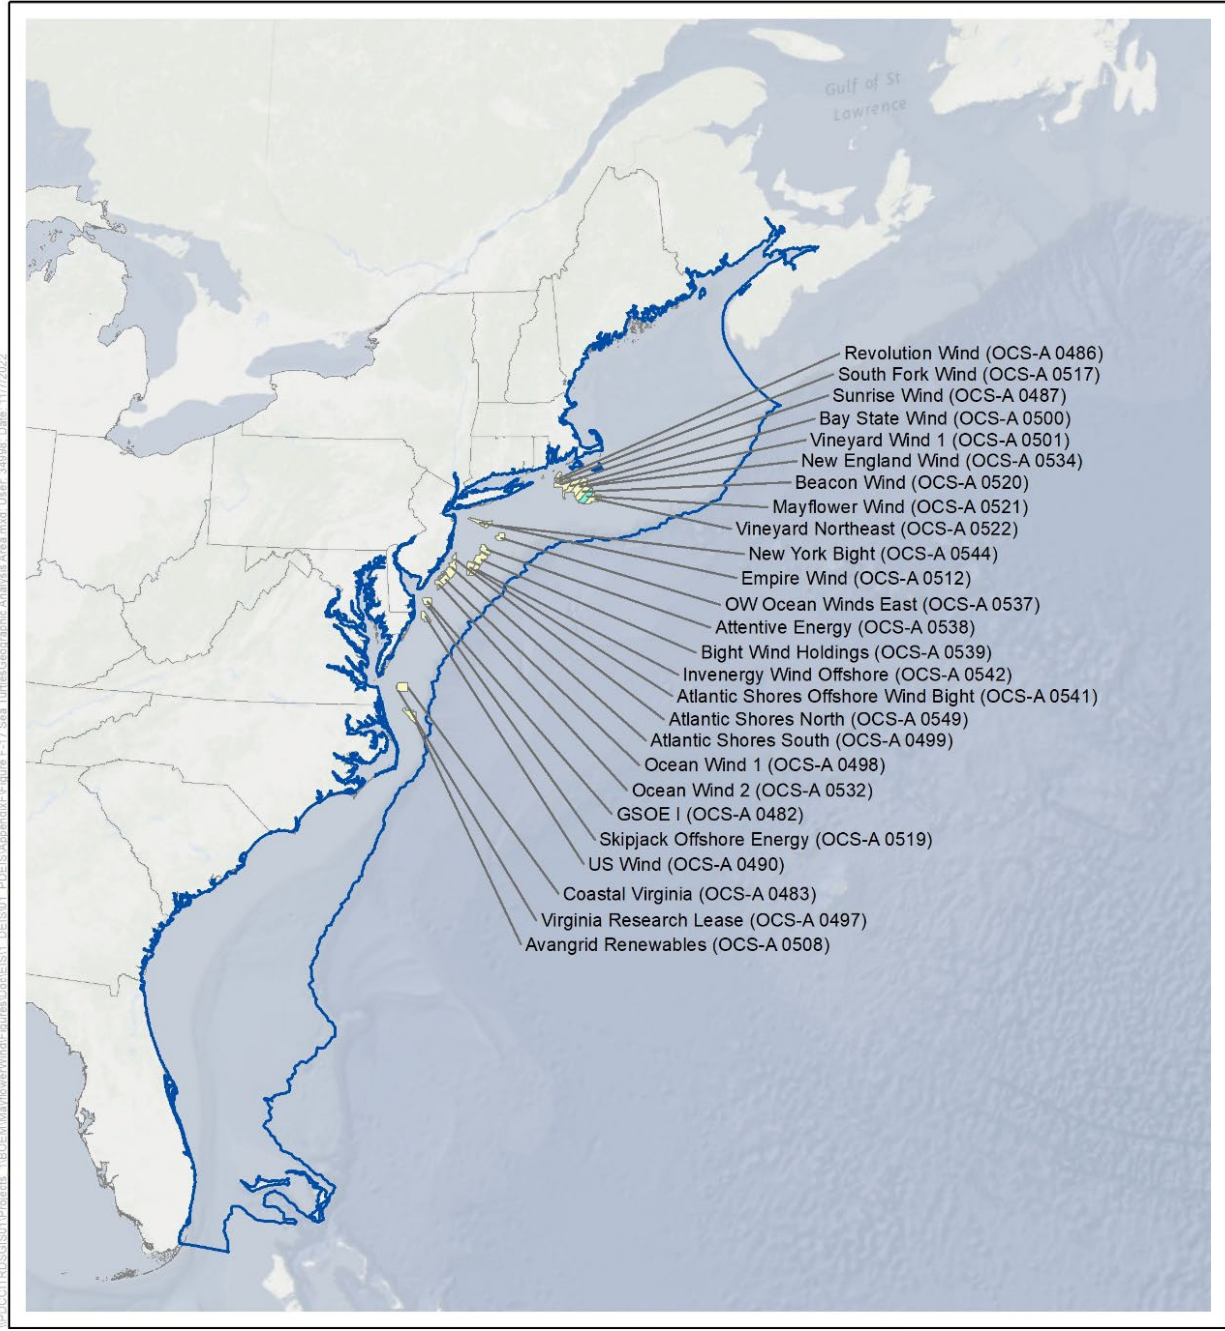 Gulf of St
Lawrence
Revolution Wind (OCS-A 0486)
South Fork Wind (OCS-A 0517)
Sunrise Wind (OCS-A 0487)
Bay State Wind (OCS-A 0500)
Vineyard Wind 1 (OCS-A 0501)
New England Wind (OCS-A 0534)
Beacon Wind (OCS-A 0520)
Mayflower Wind (OCS-A 0521)
Vineyard Northeast (OCS-A 0522)
New York Bight (OCS-A 0544)
Empire Wind (OCS-A 0512)
OW Ocean Winds East (OCS-A 0537)
Attentive Energy (OCS-A 0538)
Bight Wind Holdings (OCS-A 0539)
Invenergy Wind Offshore (OCS-A 0542)
Atlantic Shores Offshore Wind Bight (OCS-A 0541)
Atlantic Shores North (OCS-A 0549)
Atlantic Shores South (OCS-A 0499)
Ocean Wind 1 (OCS-A 0498)
Ocean Wind 2 (OCS-A 0532)
GSOE I (OCS-A 0482)
Skipjack Offshore Energy (OCS-A 0519)
US Wind (OCS-A 0490)
Coastal Virginia (OCS-A 0483)
Virginia Research Lease (OCS-A 0497)
Avangrid Renewables (OCS-A 0508)